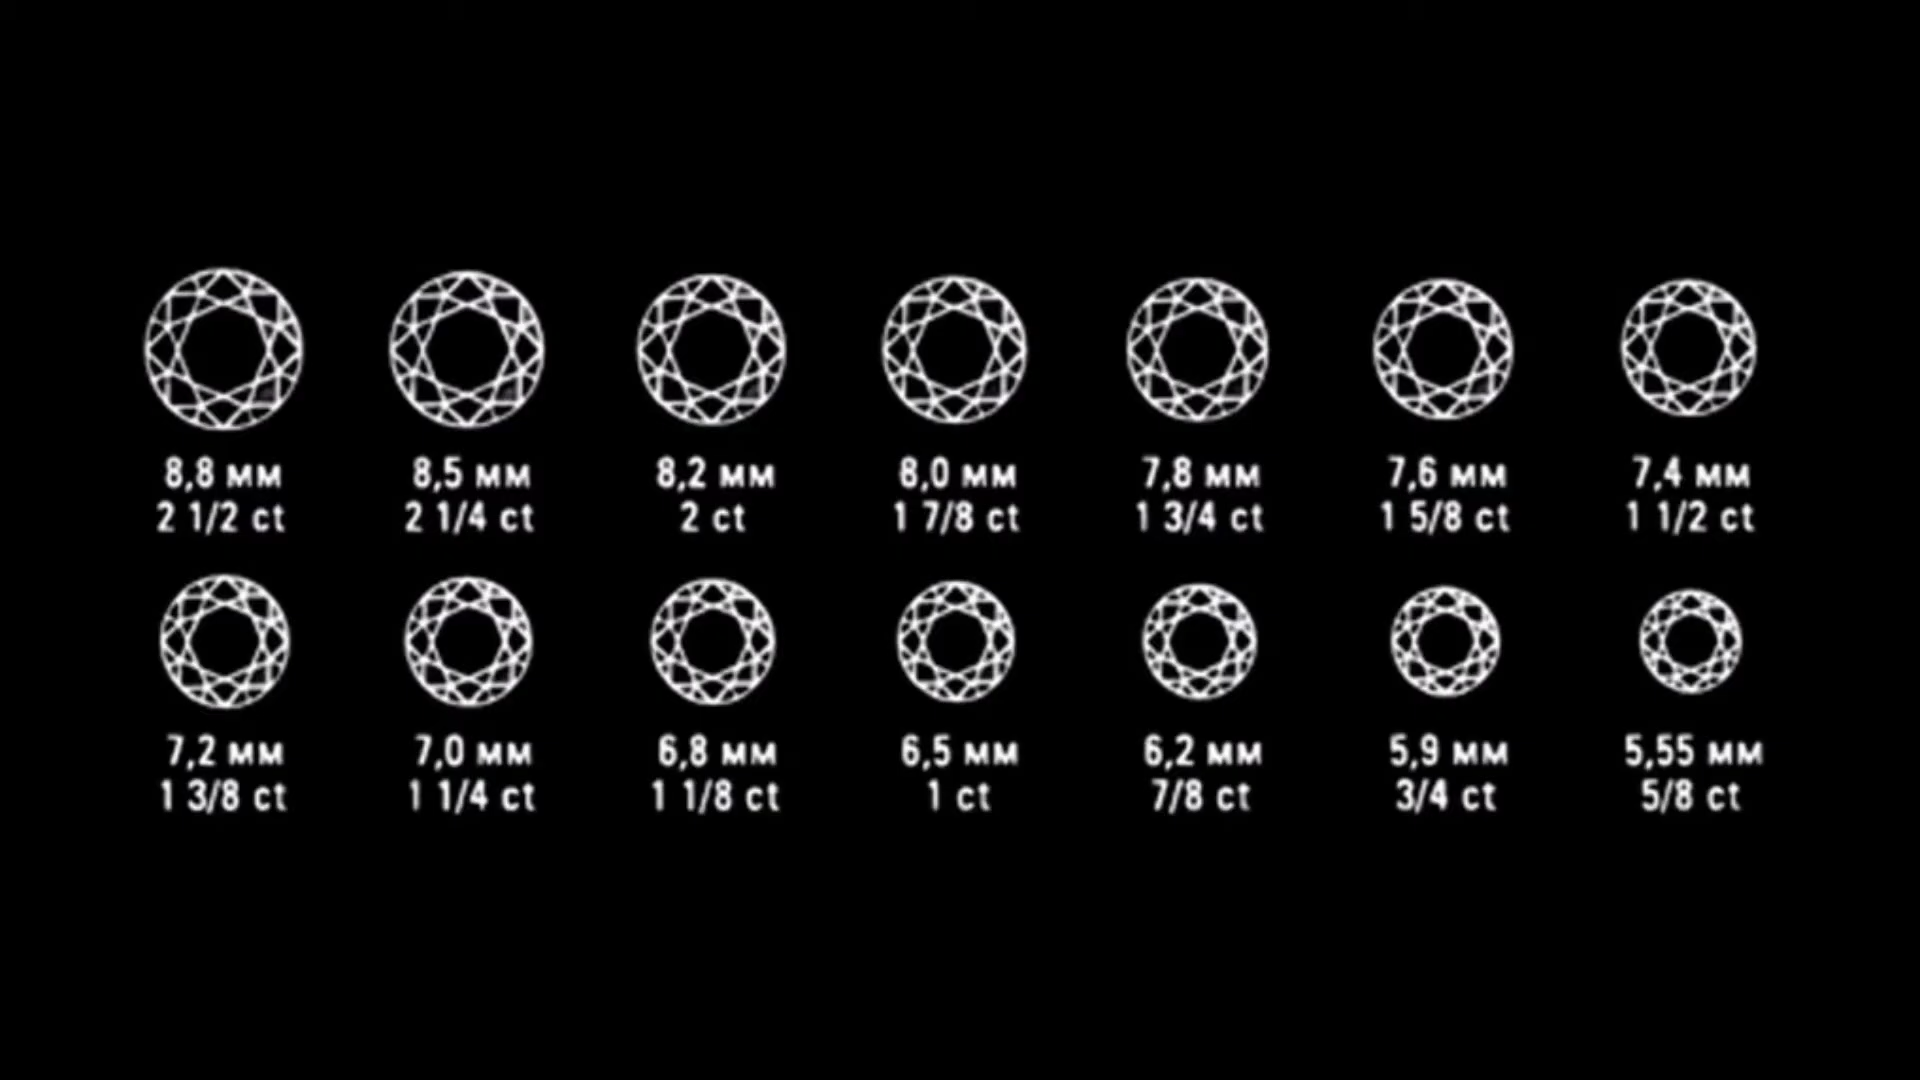 8,8 мм 8,5 мм 8,2 мм 8,0 мм 7,8 мм 7,6 мм 7,4 мм
2 1/2 ct 2 1/4 ct 2 ct 1 7/8 ct 1 3/4 ct 1 5/8 ct 1 1/2 ct
7,2 мм 7,0 мм 6,8 мм 6,5 мм 6,2 мм 5,9 мм 5,55 мм
1 3/8 ct 1 1/4 ct 1 1/8 ct 1 ct 7/8 ct 3/4 ct 5/8 ct